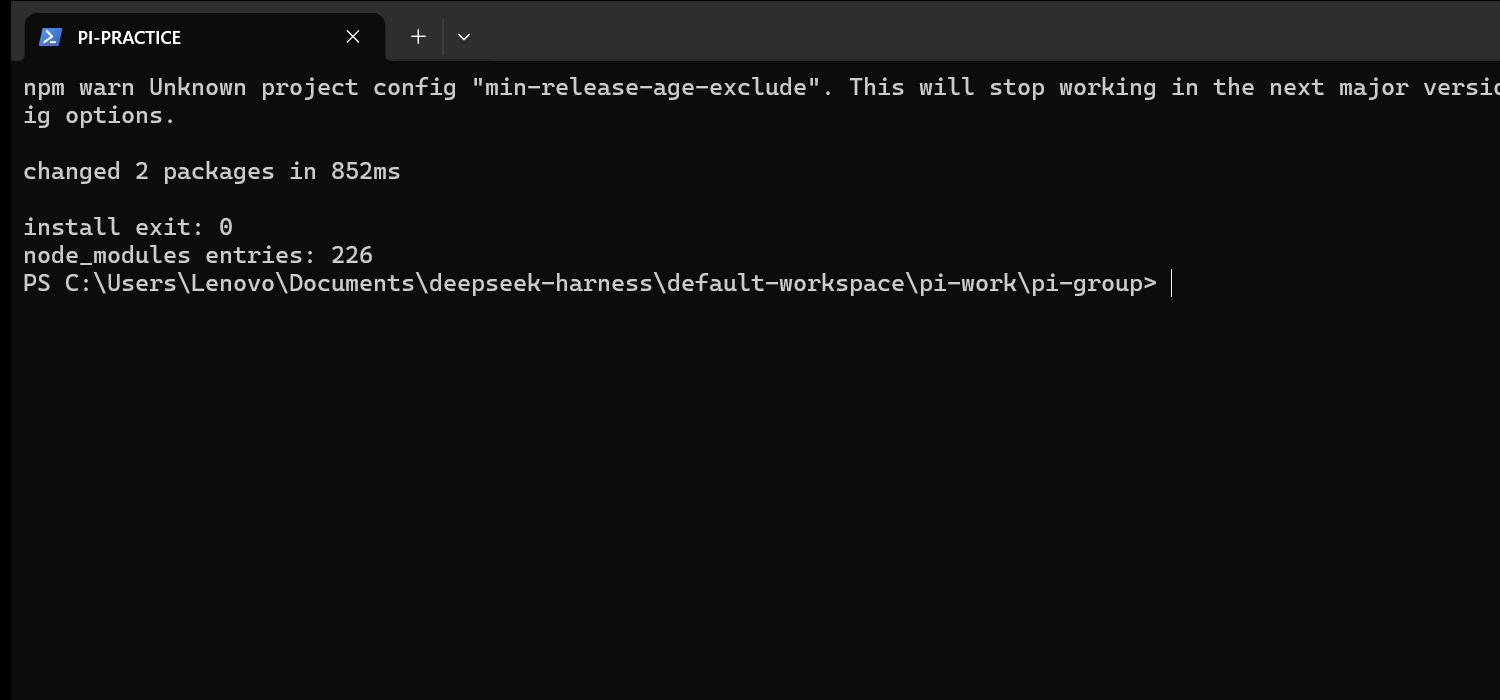 PI-PRACTICE
npm warn Unknown project config "min-release-age-exclude". This will stop working in the next major versio
ig options.
changed 2 packages in 852ms
install exit: 0
node_modules entries: 226
PS C:\Users\Lenovo\Documents\deepseek-harness\default-workspace\pi-work\pi-group>